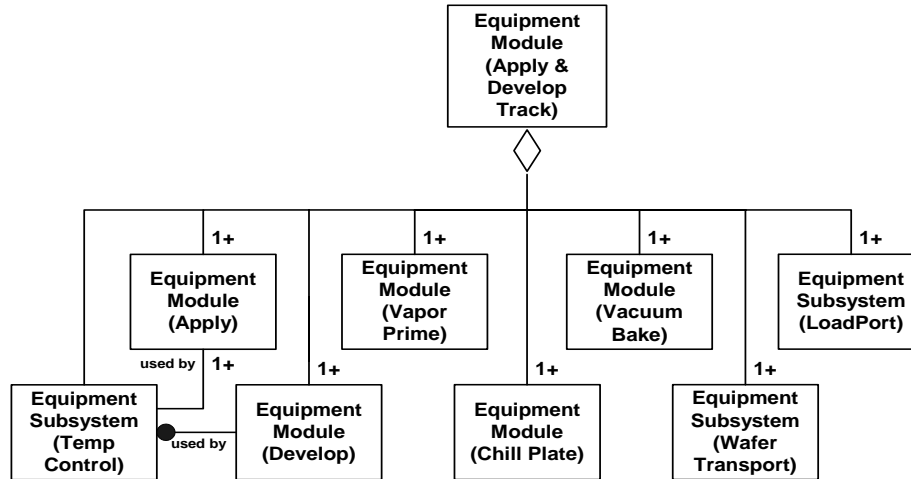 Equipment
Module
(Apply &
Develop
Track)
1+
1+
1+
1+
Equipment
Module
(Apply)
Equipment
Module
(Vapor
Prime)
Equipment
Module
(Vacuum
Bake)
Equipment
Subsystem
(LoadPort)
used by
1+
1+
1+
1+
Equipment
Subsystem
(Temp
Control)
used by
Equipment
Module
(Develop)
Equipment
Module
(Chill Plate)
Equipment
Subsystem
(Wafer
Transport)